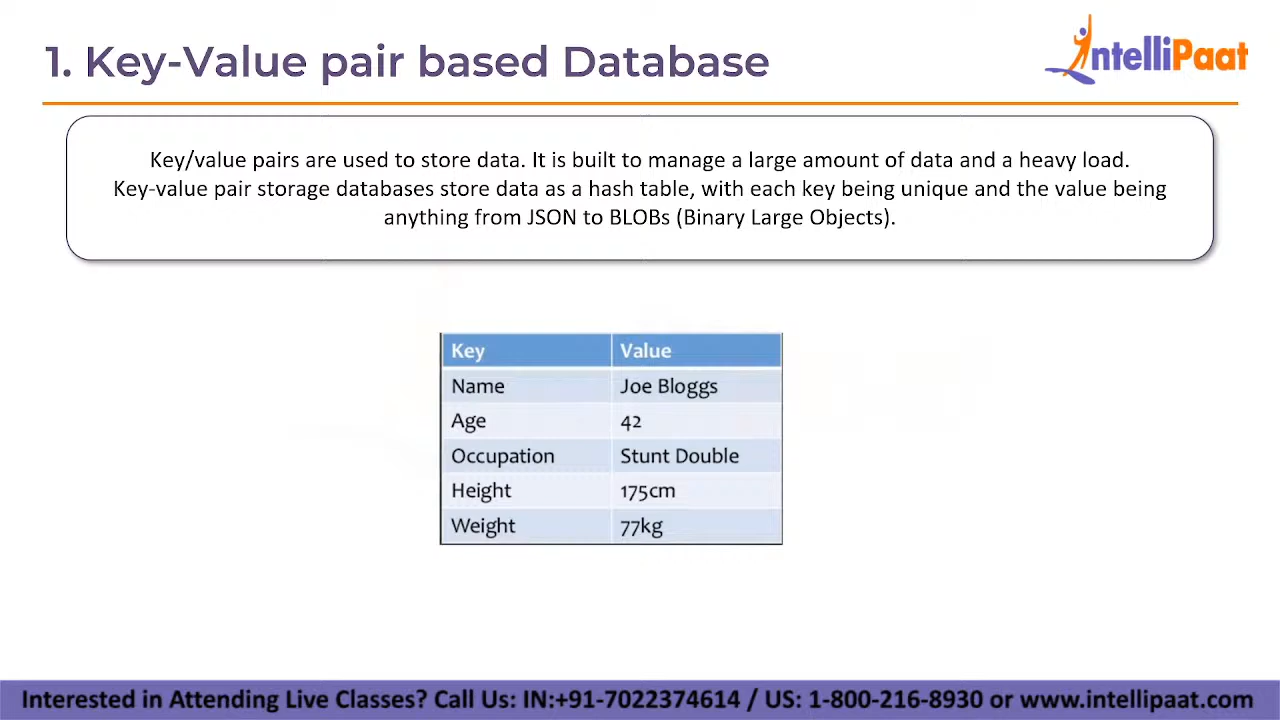 1. Key-Value pair based Database
IntelliPaat
Key/value pairs are used to store data. It is built to manage a large amount of data and a heavy load.
Key-value pair storage databases store data as a hash table, with each key being unique and the value being
anything from JSON to BLOBs (Binary Large Objects).
Key Value
Name Joe Bloggs
Age 42
Occupation Stunt Double
Height 175cm
Weight 77kg
Interested in Attending Live Classes? Call Us: IN:+91-7022374614 / US: 1-800-216-8930 or www.intellipaat.com